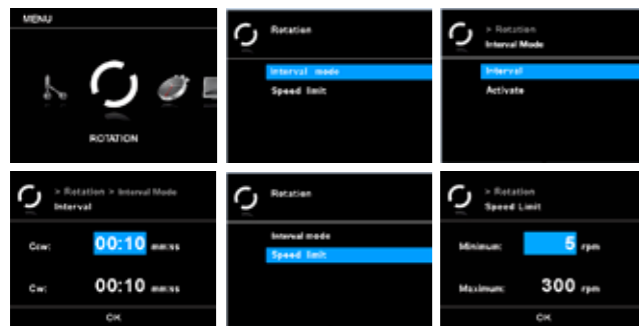 MENU
ROTATION
Rotation
Interval mode
Speed limit
> Rotation
Interval Mode
Interval
Activate
> Rotation > Interval Mode
Interval
Ccw: 00:10 mm:ss
Cw: 00:10 mm:ss
OK
Rotation
Interval mode
Speed limit
> Rotation
Speed Limit
Minimum: 5 rpm
Maximum: 300 rpm
OK